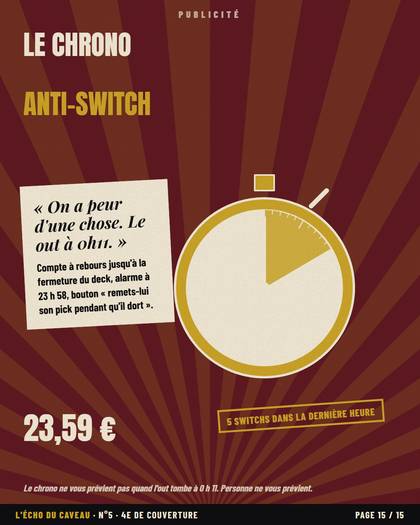 PUBLICITÉ
LE CHRONO
ANTI-SWITCH
« On a peur
d'une chose. Le
out à 0h11. »
Compte à rebours jusqu'à la
fermeture du deck, alarme à
23 h 58, bouton « remets-lui
son pick pendant qu'il dort ».
23,59 €
5 SWITCHS DANS LA DERNIÈRE HEURE
Le chrono ne vous prévient pas quand l'out tombe à 0 h 11. Personne ne vous prévient.
L'ÉCHO DU CAVEAU · N°5 · 4E DE COUVERTURE
PAGE 15 / 15